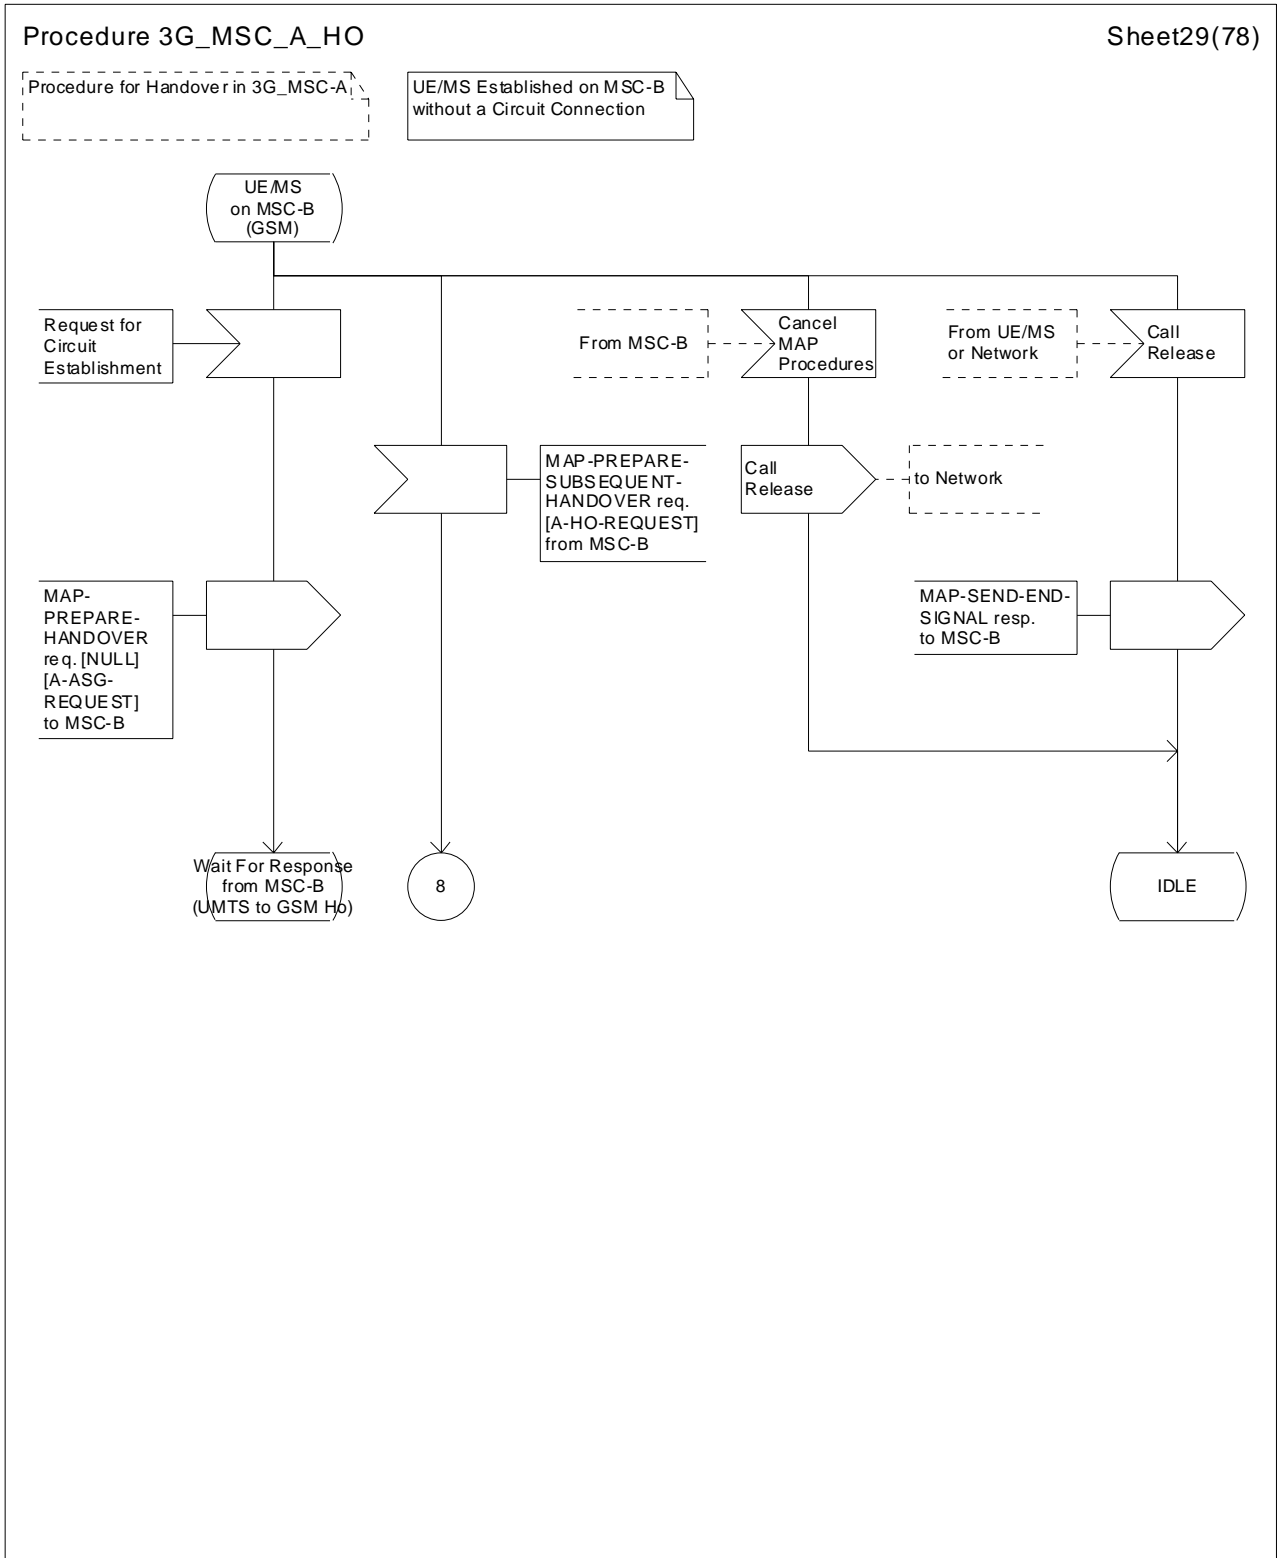 Procedure 3G_MSC_A_HO
Sheet29(78)
Procedure for Handover in 3G_MSC-A
UE/MS Established on MSC-B
without a Circuit Connection
UE/MS
on MSC-B
(GSM)
Request for
Circuit
Establishment
From MSC-B
Cancel
MAP
Procedures
From UE/MS
or Network
Call
Release
MAP-PREPARE-
SUBSEQUENT-
HANDOVER req.
[A-HO-REQUEST]
from MSC-B
Call
Release
to Network
MAP-
PREPARE-
HANDOVER
req. [NULL]
[A-ASG-
REQUEST]
to MSC-B
MAP-SEND-END-
SIGNAL resp.
to MSC-B
Wait For Response
from MSC-B
(UMTS to GSM Ho)
8
IDLE